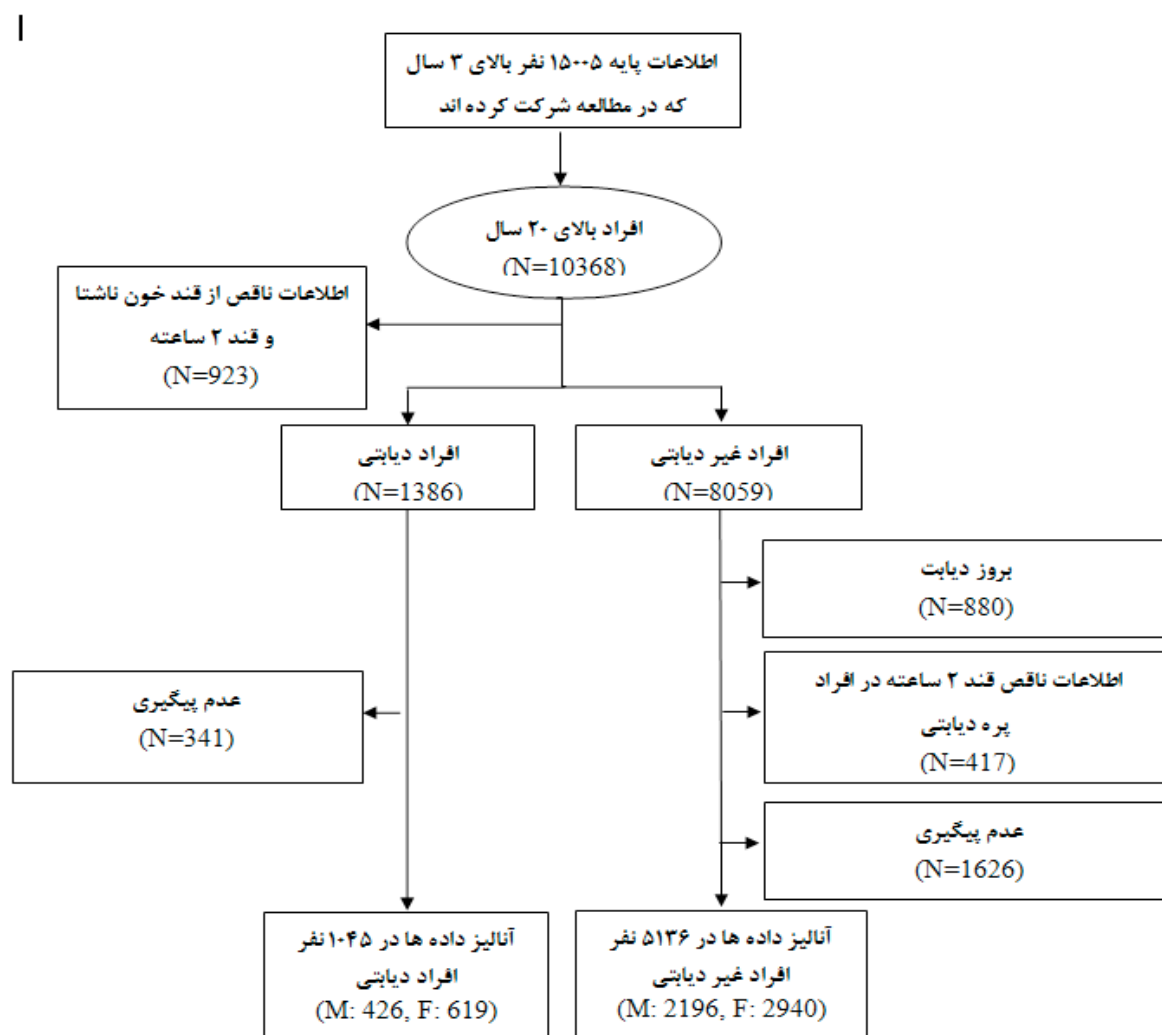 اطلاعات پایه ۱۵۰۰۵ نفر بالای ۳ سال
که در مطالعه شرکت کرده اند
افراد بالای ۲۰ سال
(N=10368)
اطلاعات ناقص از قند خون ناشتا
و قند ۲ ساعته
(N=923)
افراد غیر دیابتی
(N=8059)
افراد دیابتی
(N=1386)
بروز دیابت
(N=880)
اطلاعات ناقص قند ۲ ساعته در افراد
پره دیابتی
(N=417)
عدم پیگیری
(N=341)
عدم پیگیری
(N=1626)
آنالیز داده ها در ۵۱۳۶ نفر
افراد غیر دیابتی
(M: 2196, F: 2940)
آنالیز داده ها در ۱۰۴۵ نفر
افراد دیابتی
(M: 426, F: 619)